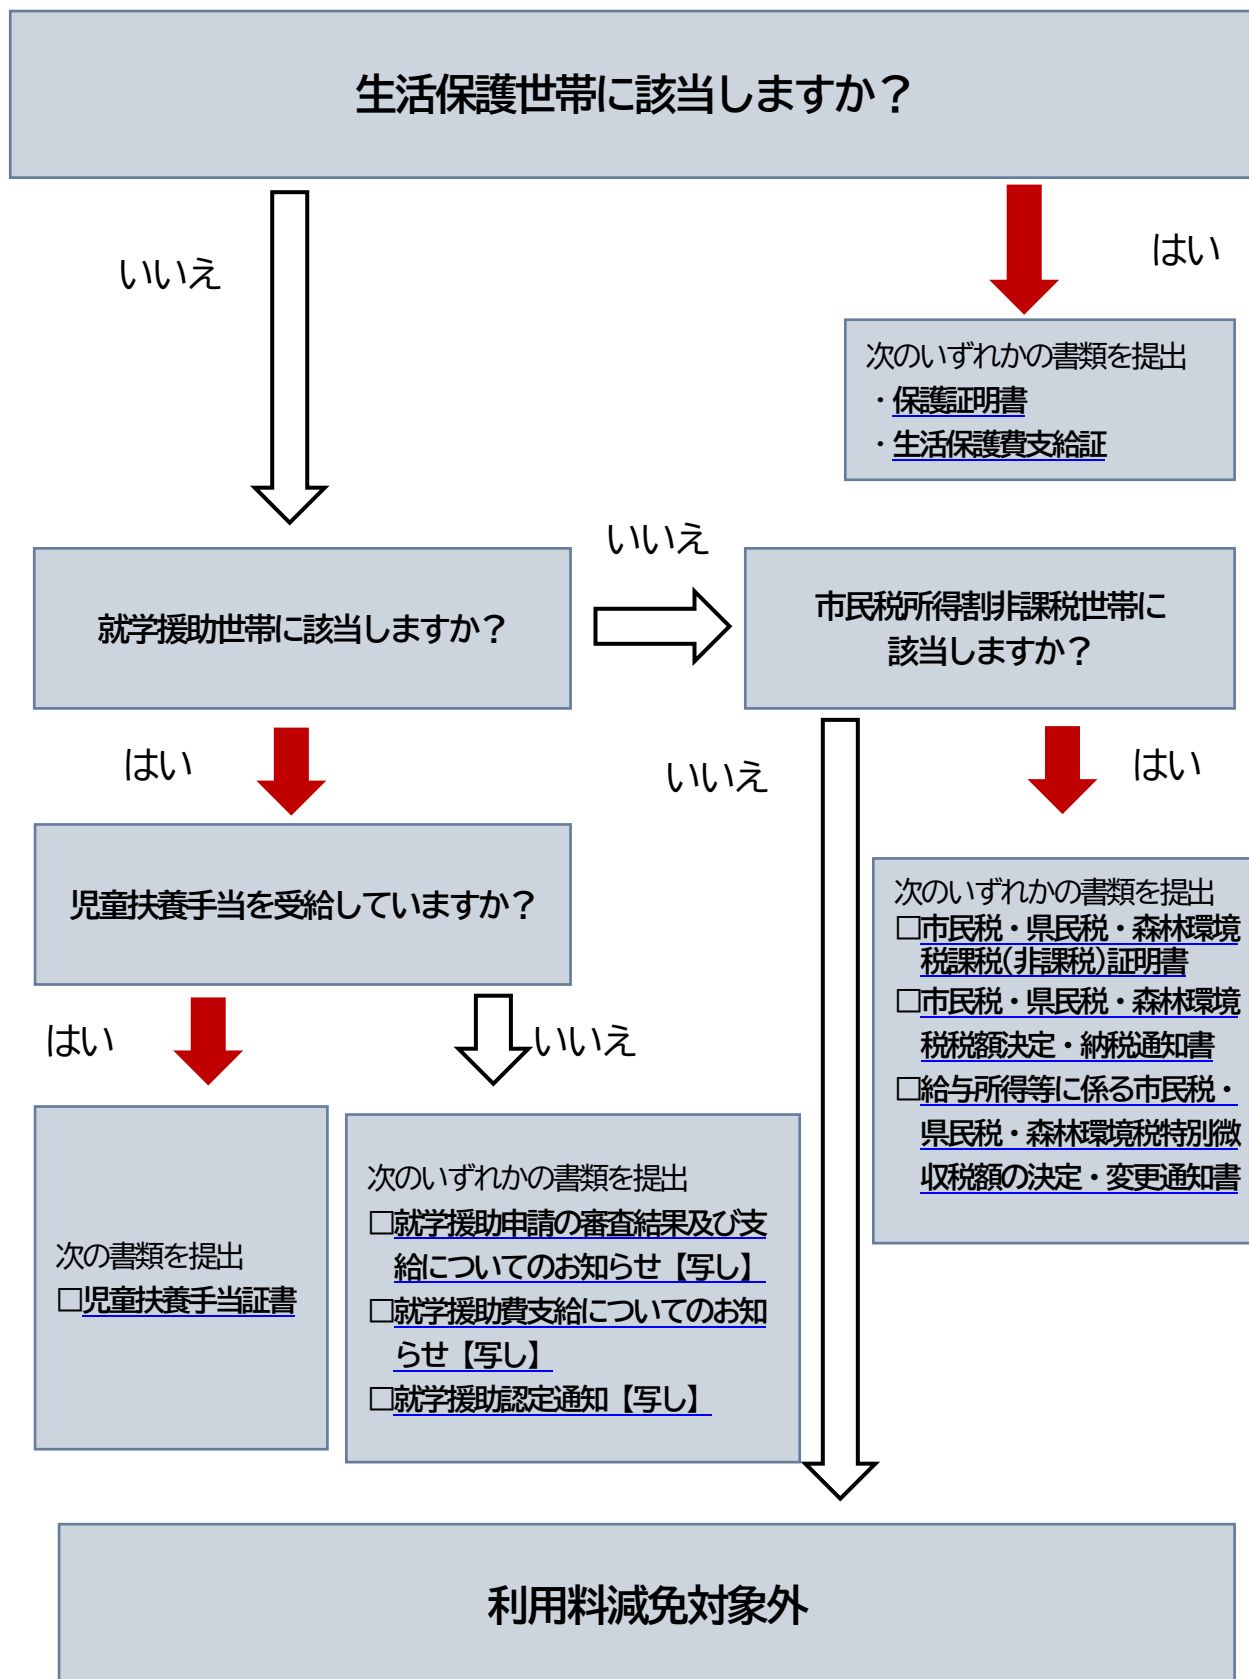 生活保護世帯に該当しますか？
いいえ
はい
次のいずれかの書類を提出
・保護証明書
・生活保護費支給証
いいえ
就学援助世帯に該当しますか？
市民税所得割非課税世帯に
該当しますか？
はい
いいえ
はい
児童扶養手当を受給していますか？
次のいずれかの書類を提出
□市民税・県民税・森林環境
税課税(非課税)証明書
□市民税・県民税・森林環境
税税額決定・納税通知書
□給与所得等に係る市民税・
県民税・森林環境税特別徴
収税額の決定・変更通知書
はい
いいえ
次の書類を提出
□児童扶養手当証書
次のいずれかの書類を提出
□就学援助申請の審査結果及び支
給についてのお知らせ【写し】
□就学援助費支給についてのお知
らせ【写し】
□就学援助認定通知【写し】
利用料減免対象外